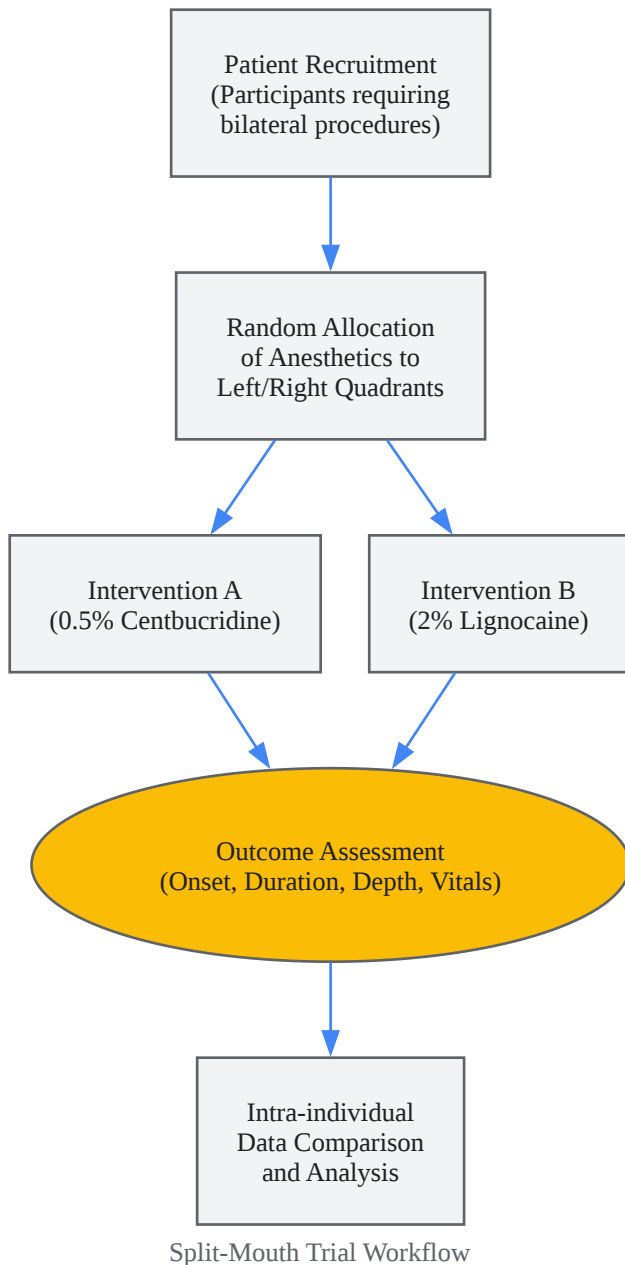 Patient Recruitment
(Participants requiring
bilateral procedures)
Random Allocation
of Anesthetics to
Left/Right Quadrants
Intervention A
(0.5% Centbucridine)
Intervention B
(2% Lignocaine)
Outcome Assessment
(Onset, Duration, Depth, Vitals)
Intra-individual
Data Comparison
and Analysis
Split-Mouth Trial Workflow